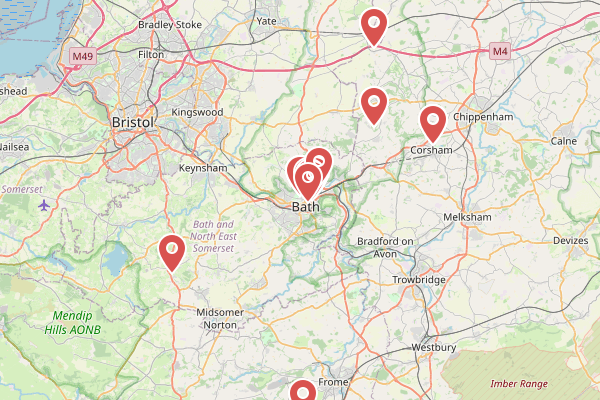 Yate
Bradley Stoke
M49
Filton
M4
shead
Kingswood
Chippenham
Bristol
Calne
Nailsea
Corsham
Keynsham
Somerset
Bath
Melksham
Bath and
North East
Somerset
Bradford on
Avon
Devizes
Trowbridge
Mendip
Hills AONB
Midsomer
Norton
Westbury
Frome
Imber Range